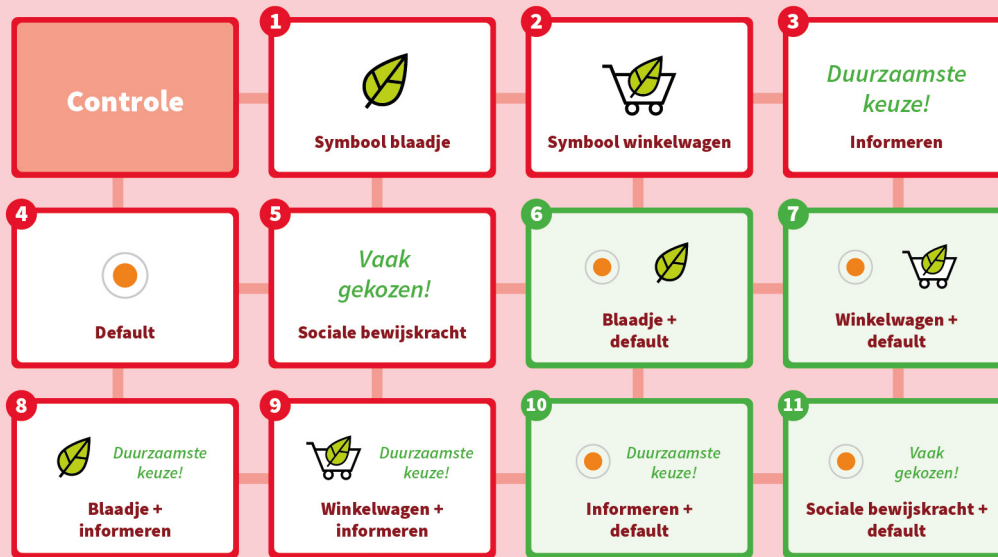 Controle
1
Symbool blaadje
2
Symbool winkelwagen
3
Duurzaamste
keuze!
Informeren
4
Default
5
Vaak
gekozen!
Sociale bewijskracht
6
Blaadje +
default
7
Winkelwagen +
default
8
Duurzaamste
keuze!
Blaadje +
informeren
9
Duurzaamste
keuze!
Winkelwagen +
informeren
10
Duurzaamste
keuze!
Informeren +
default
11
Vaak
gekozen!
Sociale bewijskracht +
default